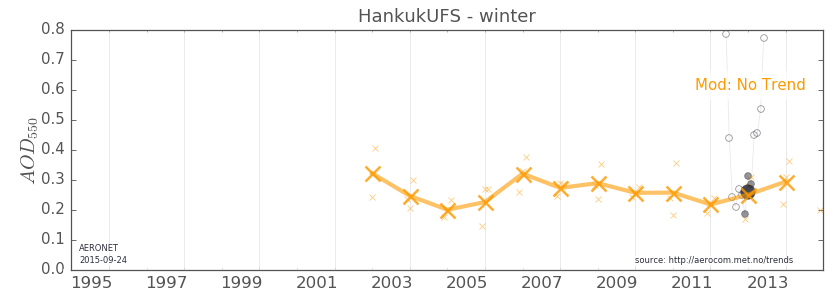 HankukUFS - winter
0.8
0.7
0.6
0.5
0.4
0.3
0.2
0.1
0.0
AOD550
Mod: No Trend
AERONET
2015-09-24
source: http://aerocom.met.no/trends
1995 1997 1999 2001 2003 2005 2007 2009 2011 2013